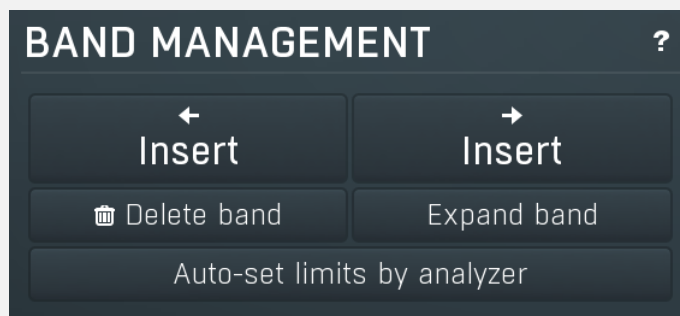 BAND MANAGEMENT ?
← →
Insert Insert
Delete band Expand band
Auto-set limits by analyzer